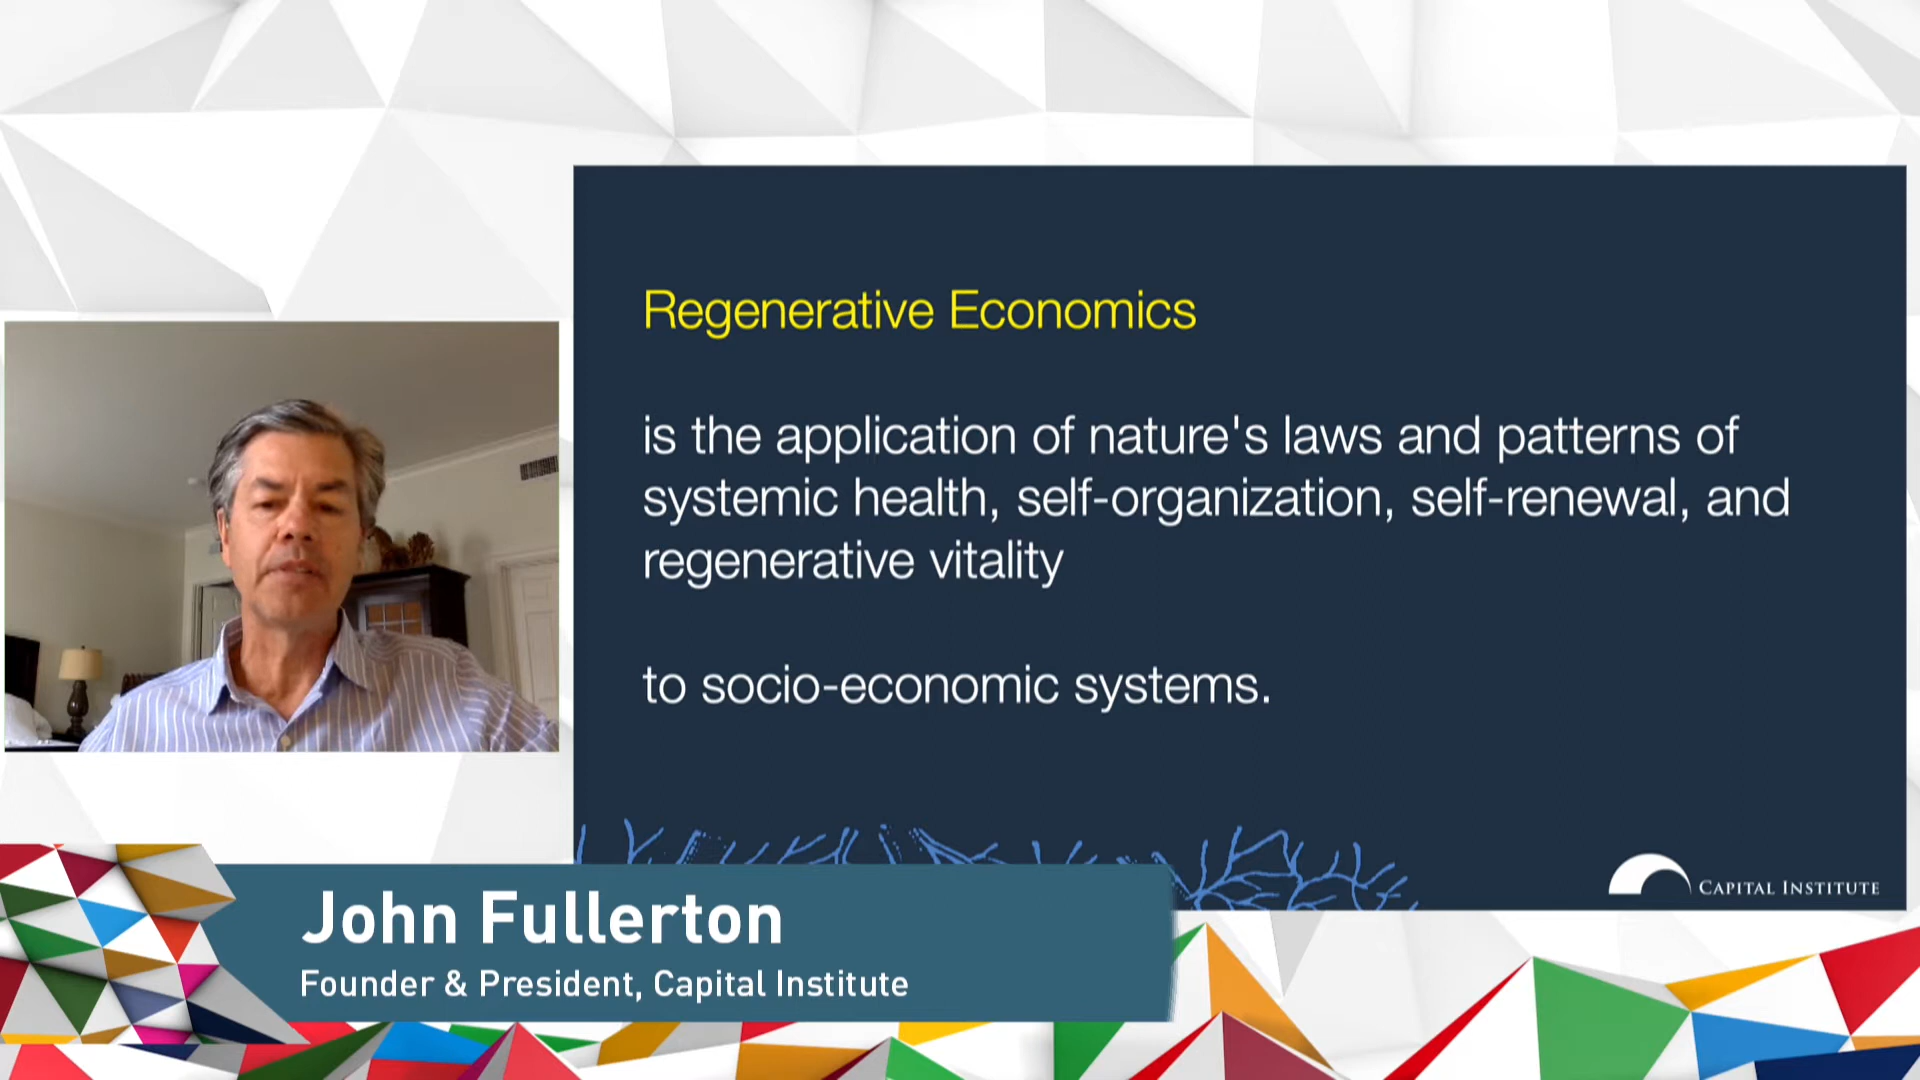 Regenerative Economics
is the application of nature's laws and patterns of
systemic health, self-organization, self-renewal, and
regenerative vitality
to socio-economic systems.
CAPITAL INSTITUTE
John Fullerton
Founder & President, Capital Institute